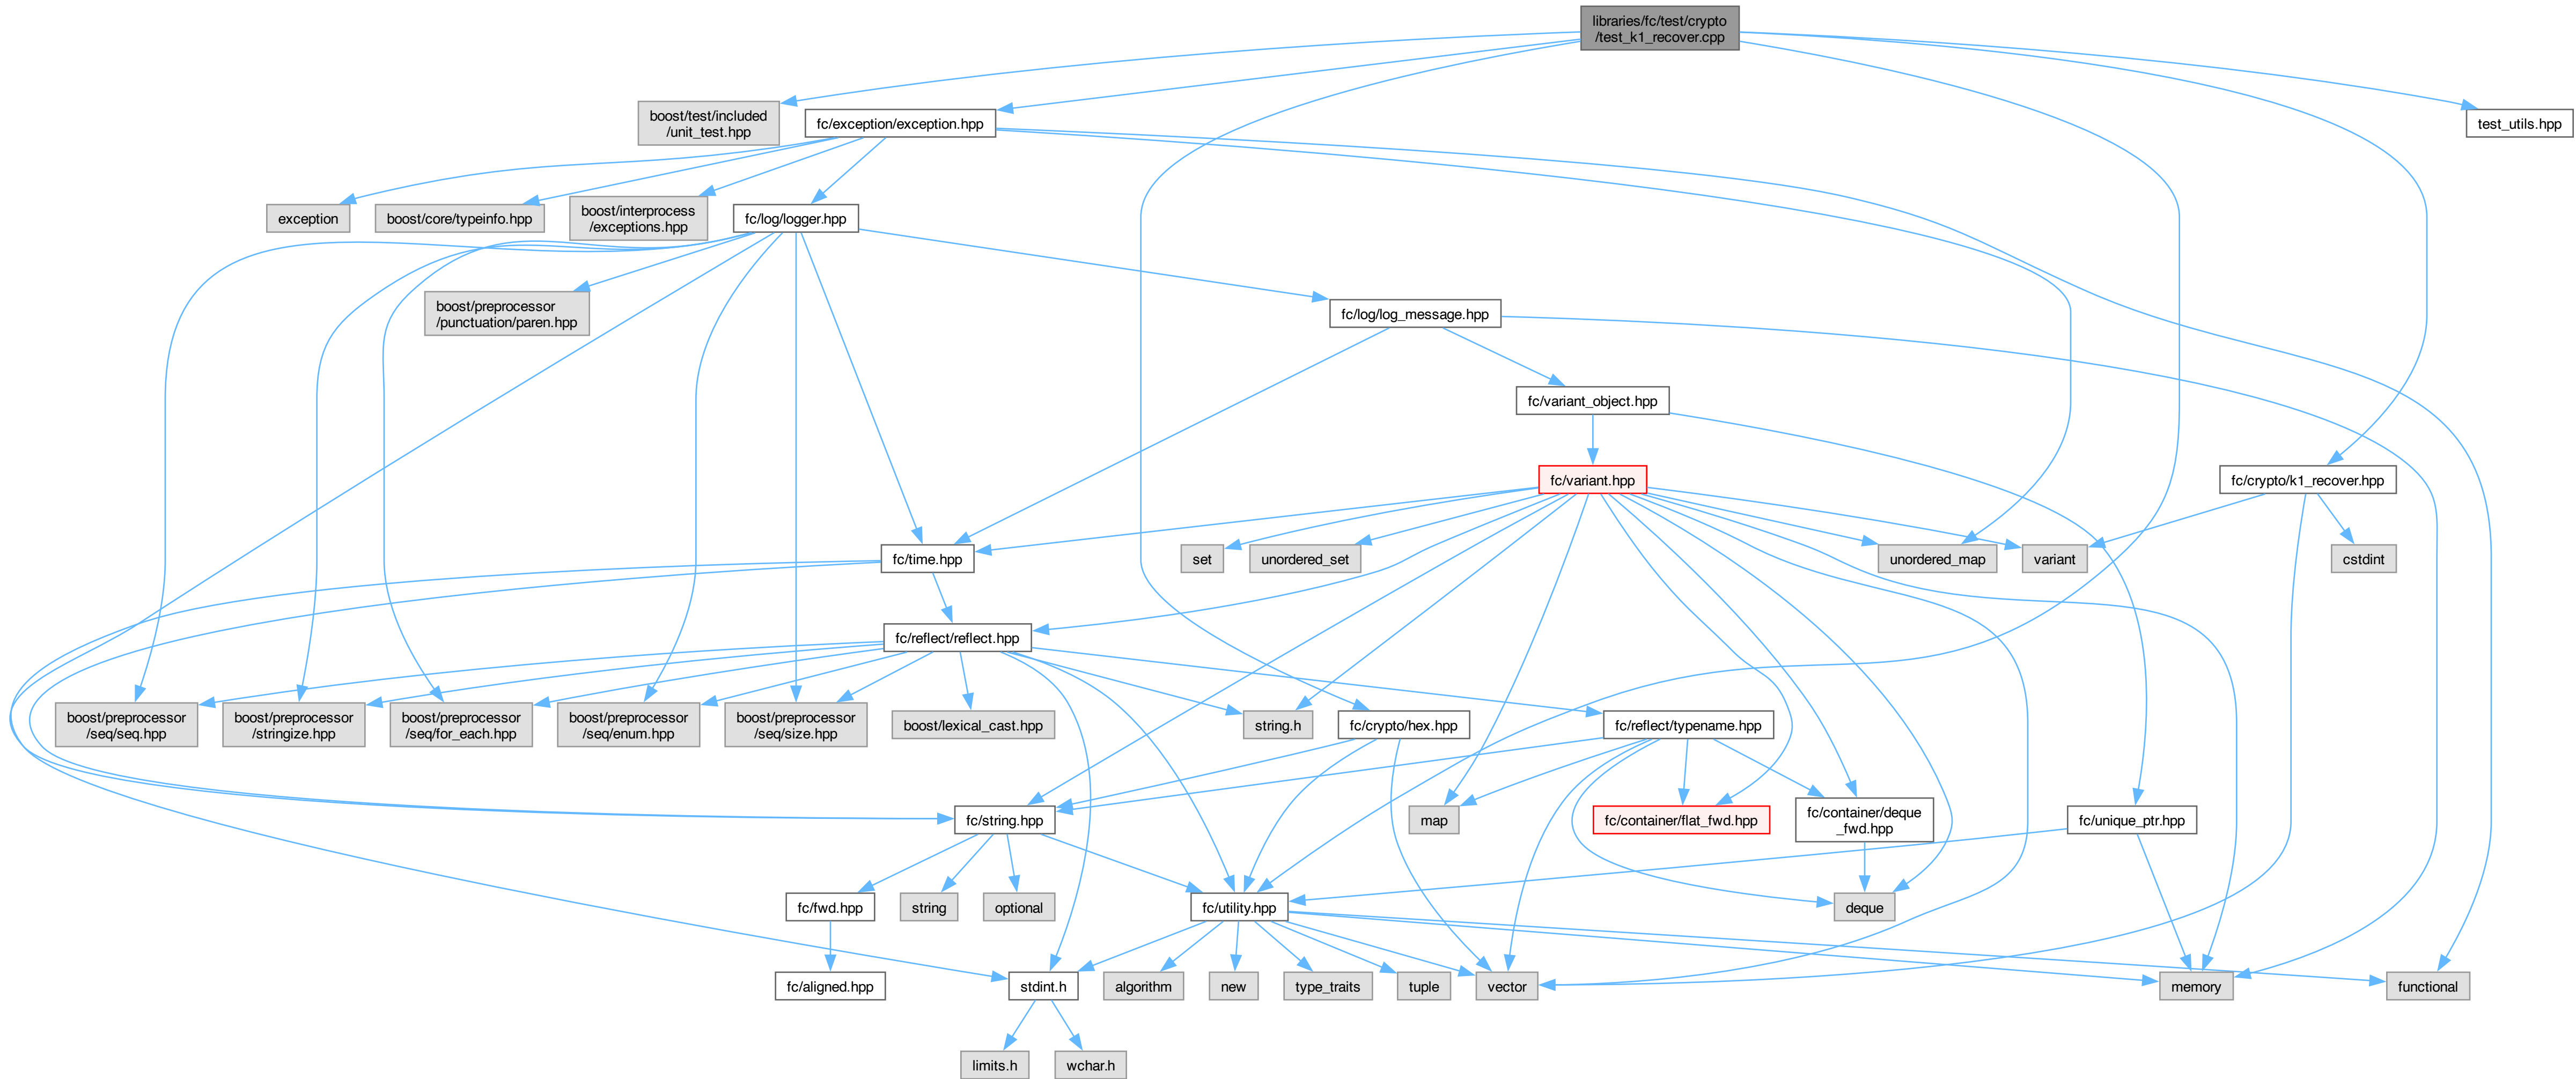 libraries/fc/test/crypto
/test_k1_recover.cpp
boost/test/included
/unit_test.hpp
fc/exception/exception.hpp
test_utils.hpp
exception
boost/core/typeinfo.hpp
boost/interprocess
/exceptions.hpp
fc/log/logger.hpp
boost/preprocessor
/punctuation/paren.hpp
fc/log/log_message.hpp
fc/variant_object.hpp
fc/variant.hpp
fc/crypto/k1_recover.hpp
fc/time.hpp
set
unordered_set
unordered_map
variant
cstdint
fc/reflect/reflect.hpp
boost/preprocessor
/seq/seq.hpp
boost/preprocessor
/stringize.hpp
boost/preprocessor
/seq/for_each.hpp
boost/preprocessor
/seq/enum.hpp
boost/preprocessor
/seq/size.hpp
boost/lexical_cast.hpp
string.h
fc/crypto/hex.hpp
fc/reflect/typename.hpp
fc/string.hpp
map
fc/container/flat_fwd.hpp
fc/container/deque
_fwd.hpp
fc/unique_ptr.hpp
fc/fwd.hpp
string
optional
fc/utility.hpp
deque
fc/aligned.hpp
stdint.h
algorithm
new
type_traits
tuple
vector
memory
functional
limits.h
wchar.h